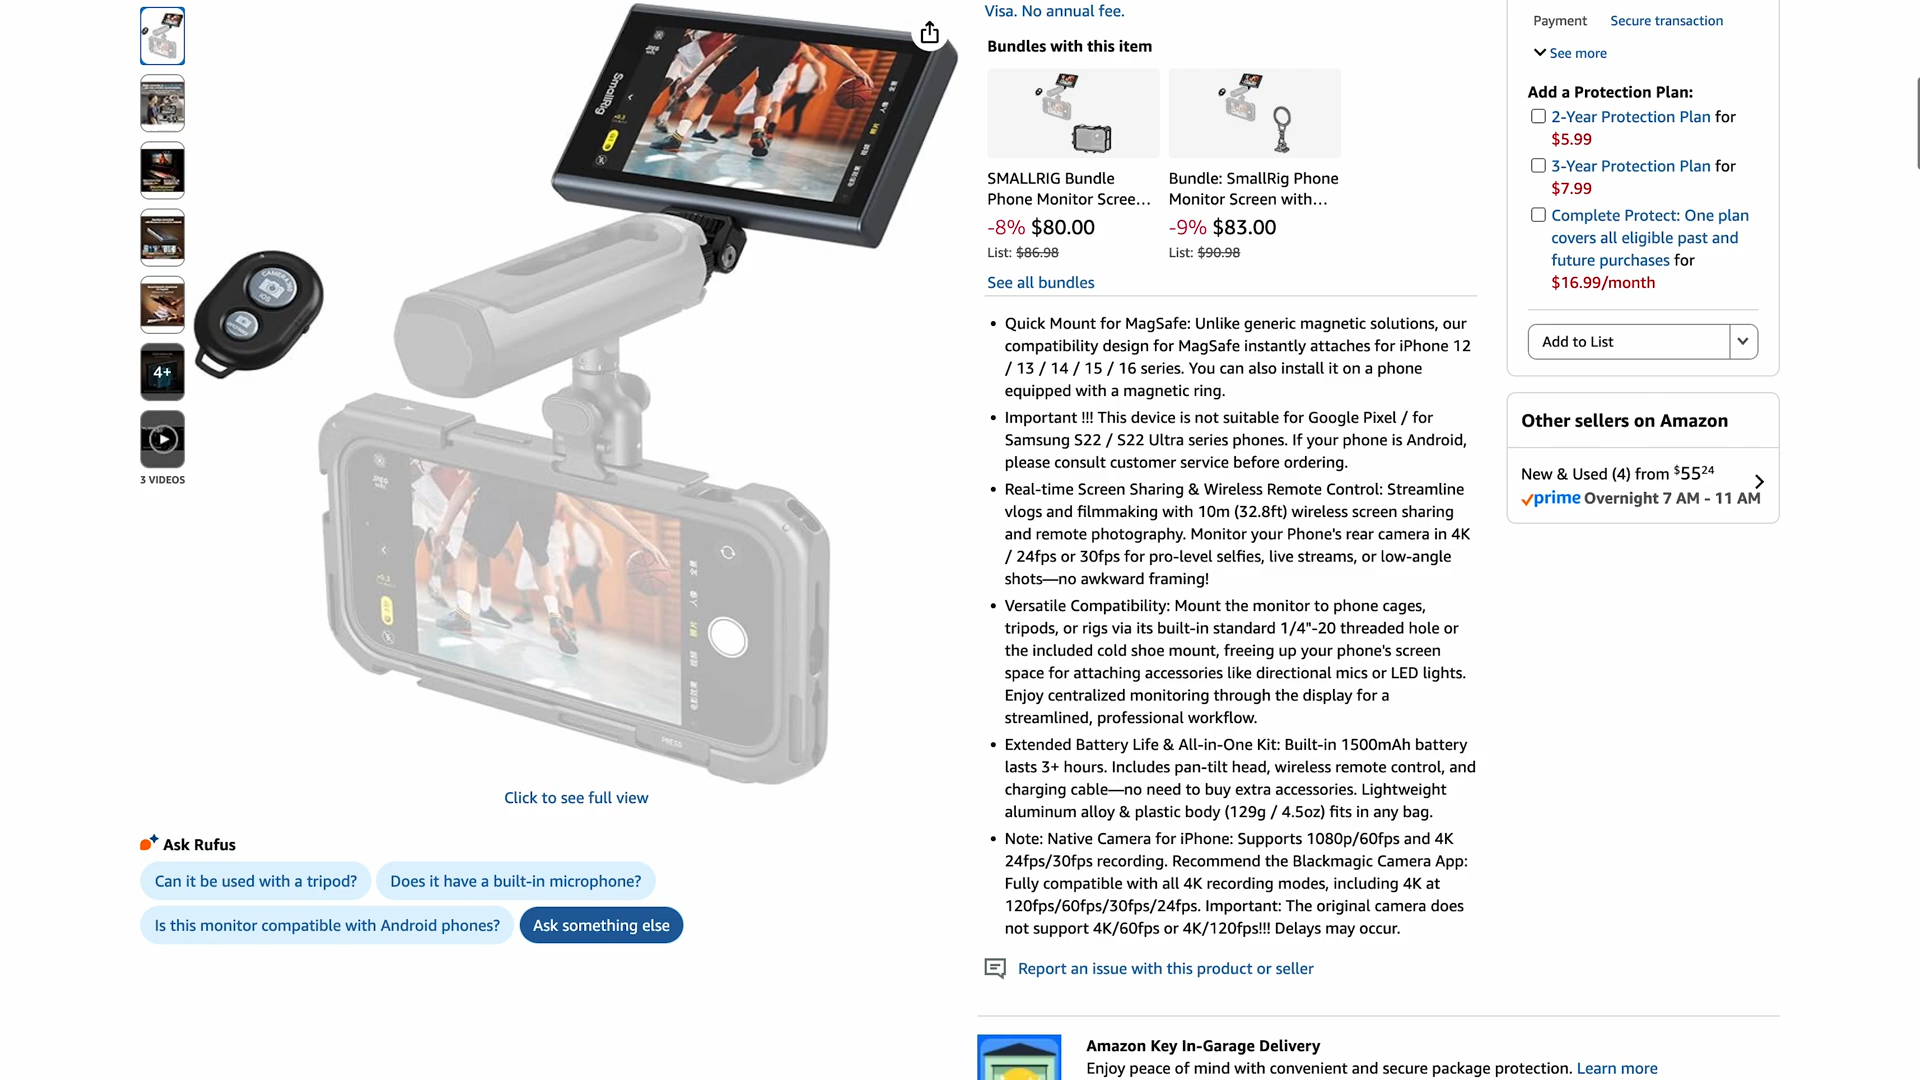 4+
3 VIDEOS
SmallRig
JPEG
JPEG
PRESS
Click to see full view
Ask Rufus
Can it be used with a tripod?
Does it have a built-in microphone?
Is this monitor compatible with Android phones?
Ask something else
Visa. No annual fee.
Bundles with this item
SMALLRIG Bundle
Phone Monitor Scree...
-8% $80.00
List: $86.98
Bundle: SmallRig Phone
Monitor Screen with...
-9% $83.00
List: $90.98
See all bundles
• Quick Mount for MagSafe: Unlike generic magnetic solutions, our
compatibility design for MagSafe instantly attaches for iPhone 12
/ 13 / 14 / 15 / 16 series. You can also install it on a phone
equipped with a magnetic ring.
• Important !!! This device is not suitable for Google Pixel / for
Samsung S22 / S22 Ultra series phones. If your phone is Android,
please consult customer service before ordering.
• Real-time Screen Sharing & Wireless Remote Control: Streamline
vlogs and filmmaking with 10m (32.8ft) wireless screen sharing
and remote photography. Monitor your Phone's rear camera in 4K
/ 24fps or 30fps for pro-level selfies, live streams, or low-angle
shots—no awkward framing!
• Versatile Compatibility: Mount the monitor to phone cages,
tripods, or rigs via its built-in standard 1/4"-20 threaded hole or
the included cold shoe mount, freeing up your phone's screen
space for attaching accessories like directional mics or LED lights.
Enjoy centralized monitoring through the display for a
streamlined, professional workflow.
• Extended Battery Life & All-in-One Kit: Built-in 1500mAh battery
lasts 3+ hours. Includes pan-tilt head, wireless remote control, and
charging cable—no need to buy extra accessories. Lightweight
aluminum alloy & plastic body (129g / 4.5oz) fits in any bag.
• Note: Native Camera for iPhone: Supports 1080p/60fps and 4K
24fps/30fps recording. Recommend the Blackmagic Camera App:
Fully compatible with all 4K recording modes, including 4K at
120fps/60fps/30fps/24fps. Important: The original camera does
not support 4K/60fps or 4K/120fps!!! Delays may occur.
Report an issue with this product or seller
Amazon Key In-Garage Delivery
Enjoy peace of mind with convenient and secure package protection. Learn more
Payment Secure transaction
See more
Add a Protection Plan:
2-Year Protection Plan for
$5.99
3-Year Protection Plan for
$7.99
Complete Protect: One plan
covers all eligible past and
future purchases for
$16.99/month
Add to List
Other sellers on Amazon
New & Used (4) from $5524
prime Overnight 7 AM - 11 AM